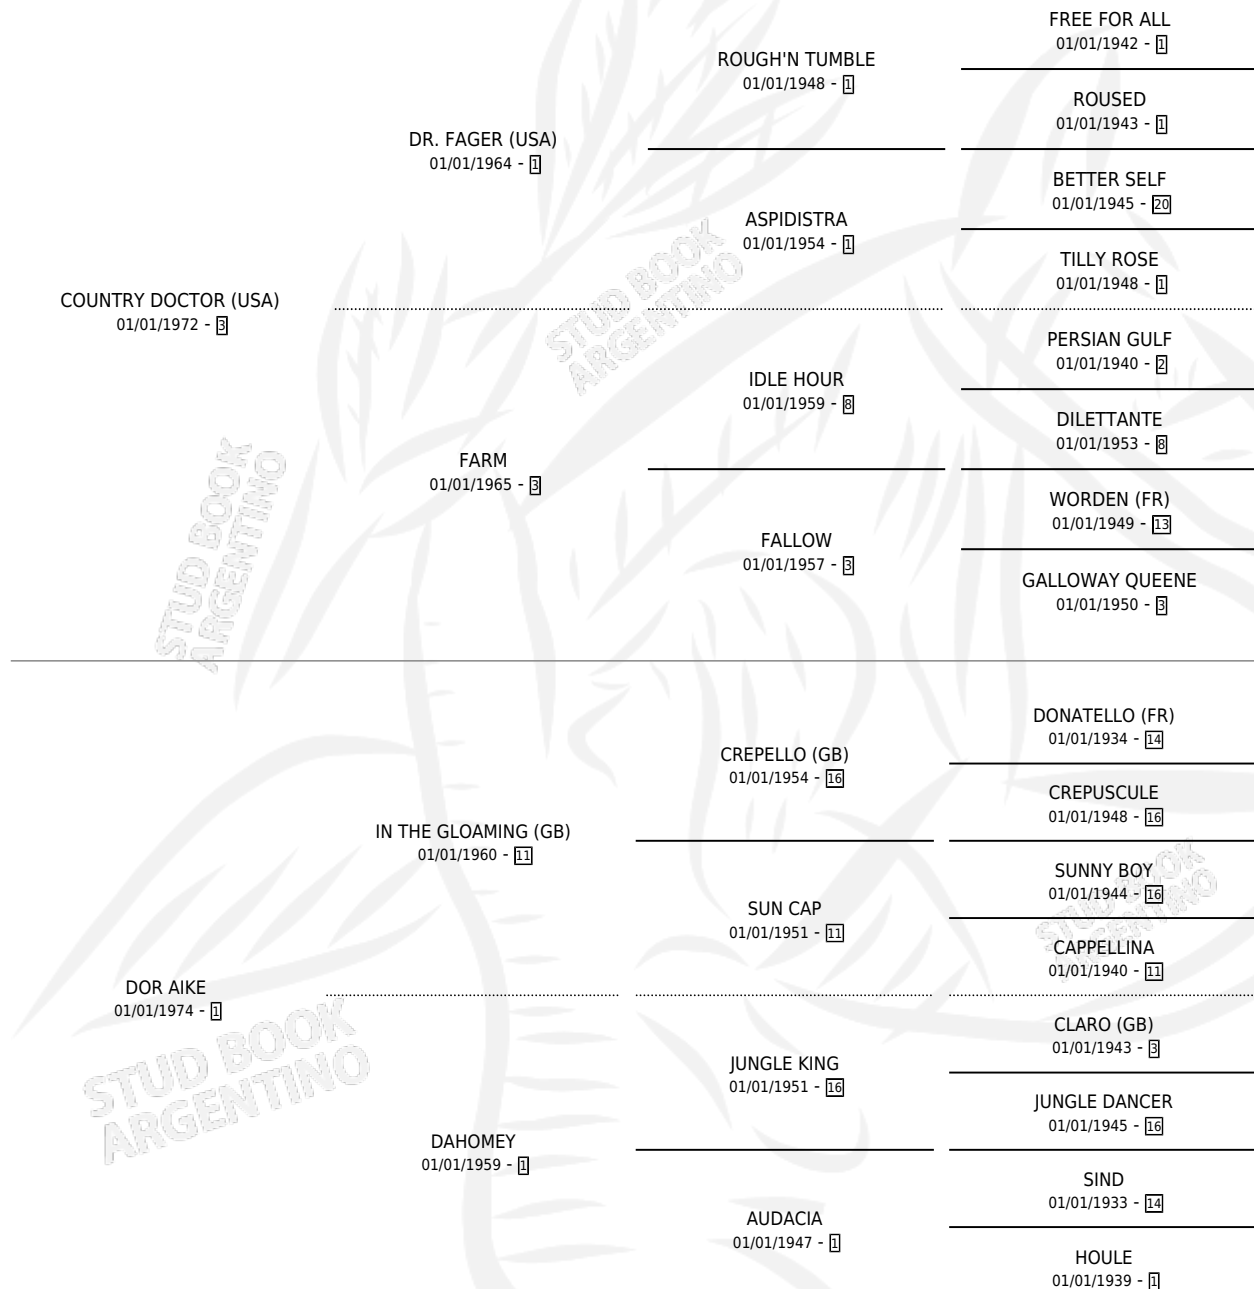 FREE FOR ALL
01/01/1942 - 1
ROUGH'N TUMBLE
01/01/1948 - 1
ROUSED
01/01/1943 - 1
DR. FAGER (USA)
01/01/1964 - 1
BETTER SELF
01/01/1945 - 20
ASPIDISTRA
01/01/1954 - 1
TILLY ROSE
01/01/1948 - 1
COUNTRY DOCTOR (USA)
01/01/1972 - 3
PERSIAN GULF
01/01/1940 - 2
IDLE HOUR
01/01/1959 - 8
DILETTANTE
01/01/1953 - 8
FARM
01/01/1965 - 3
WORDEN (FR)
01/01/1949 - 13
FALLOW
01/01/1957 - 3
GALLOWAY QUEENE
01/01/1950 - 3
DONATELLO (FR)
01/01/1934 - 14
CREPELLO (GB)
01/01/1954 - 16
CREPUSCULE
01/01/1948 - 16
IN THE GLOAMING (GB)
01/01/1960 - 11
SUNNY BOY
01/01/1944 - 16
SUN CAP
01/01/1951 - 11
CAPPELLINA
01/01/1940 - 11
DOR AIKE
01/01/1974 - 1
CLARO (GB)
01/01/1943 - 3
JUNGLE KING
01/01/1951 - 16
JUNGLE DANCER
01/01/1945 - 16
DAHOMEY
01/01/1959 - 1
SIND
01/01/1933 - 14
AUDACIA
01/01/1947 - 1
HOULE
01/01/1939 - 1
STUD BOOK
ARGENTINO
STUD BOOK
ARGENTINO
STUD BOOK
ARGENTINO
STUD BOOK
ARGENTINO